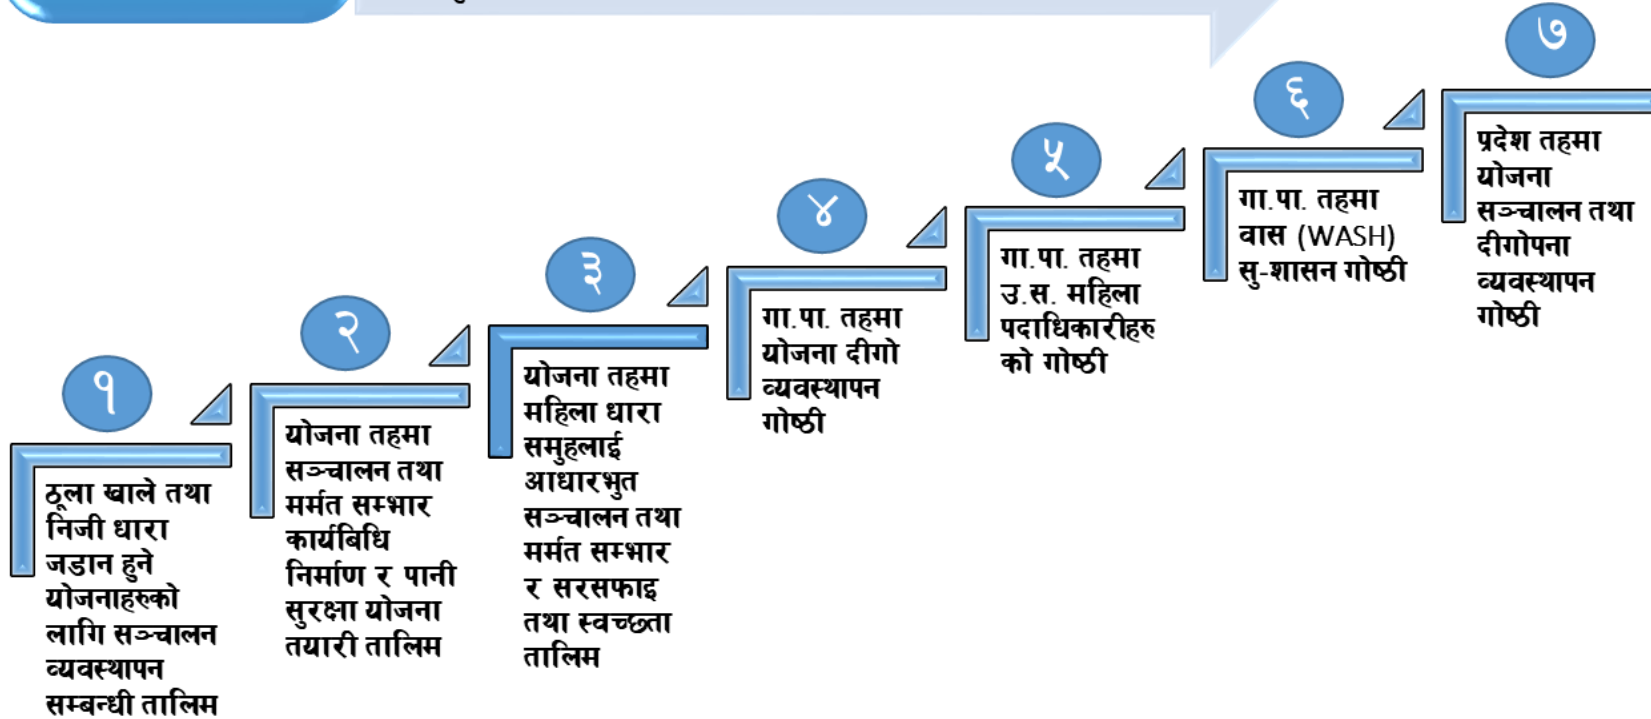 १
ठूला खाले तथा
निजी धारा
जडान हुने
योजनाहरुको
लागि सञ्चालन
व्यवस्थापन
सम्बन्धी तालिम
२
योजना तहमा
सञ्चालन तथा
मर्मत सम्भार
कार्यबिधि
निर्माण र पानी
सुरक्षा योजना
तयारी तालिम
३
योजना तहमा
महिला धारा
समुहलाई
आधारभुत
सञ्चालन तथा
मर्मत सम्भार
र सरसफाइ
तथा स्वच्छ्ता
तालिम
४
गा.पा. तहमा
योजना दीगो
व्यवस्थापन
गोष्ठी
५
गा.पा. तहमा
उ.स. महिला
पदाधिकारीहरु
को गोष्ठी
६
गा.पा. तहमा
वास (WASH)
सु-शासन गोष्ठी
७
प्रदेश तहमा
योजना
सञ्चालन तथा
दीगोपना
व्यवस्थापन
गोष्ठी